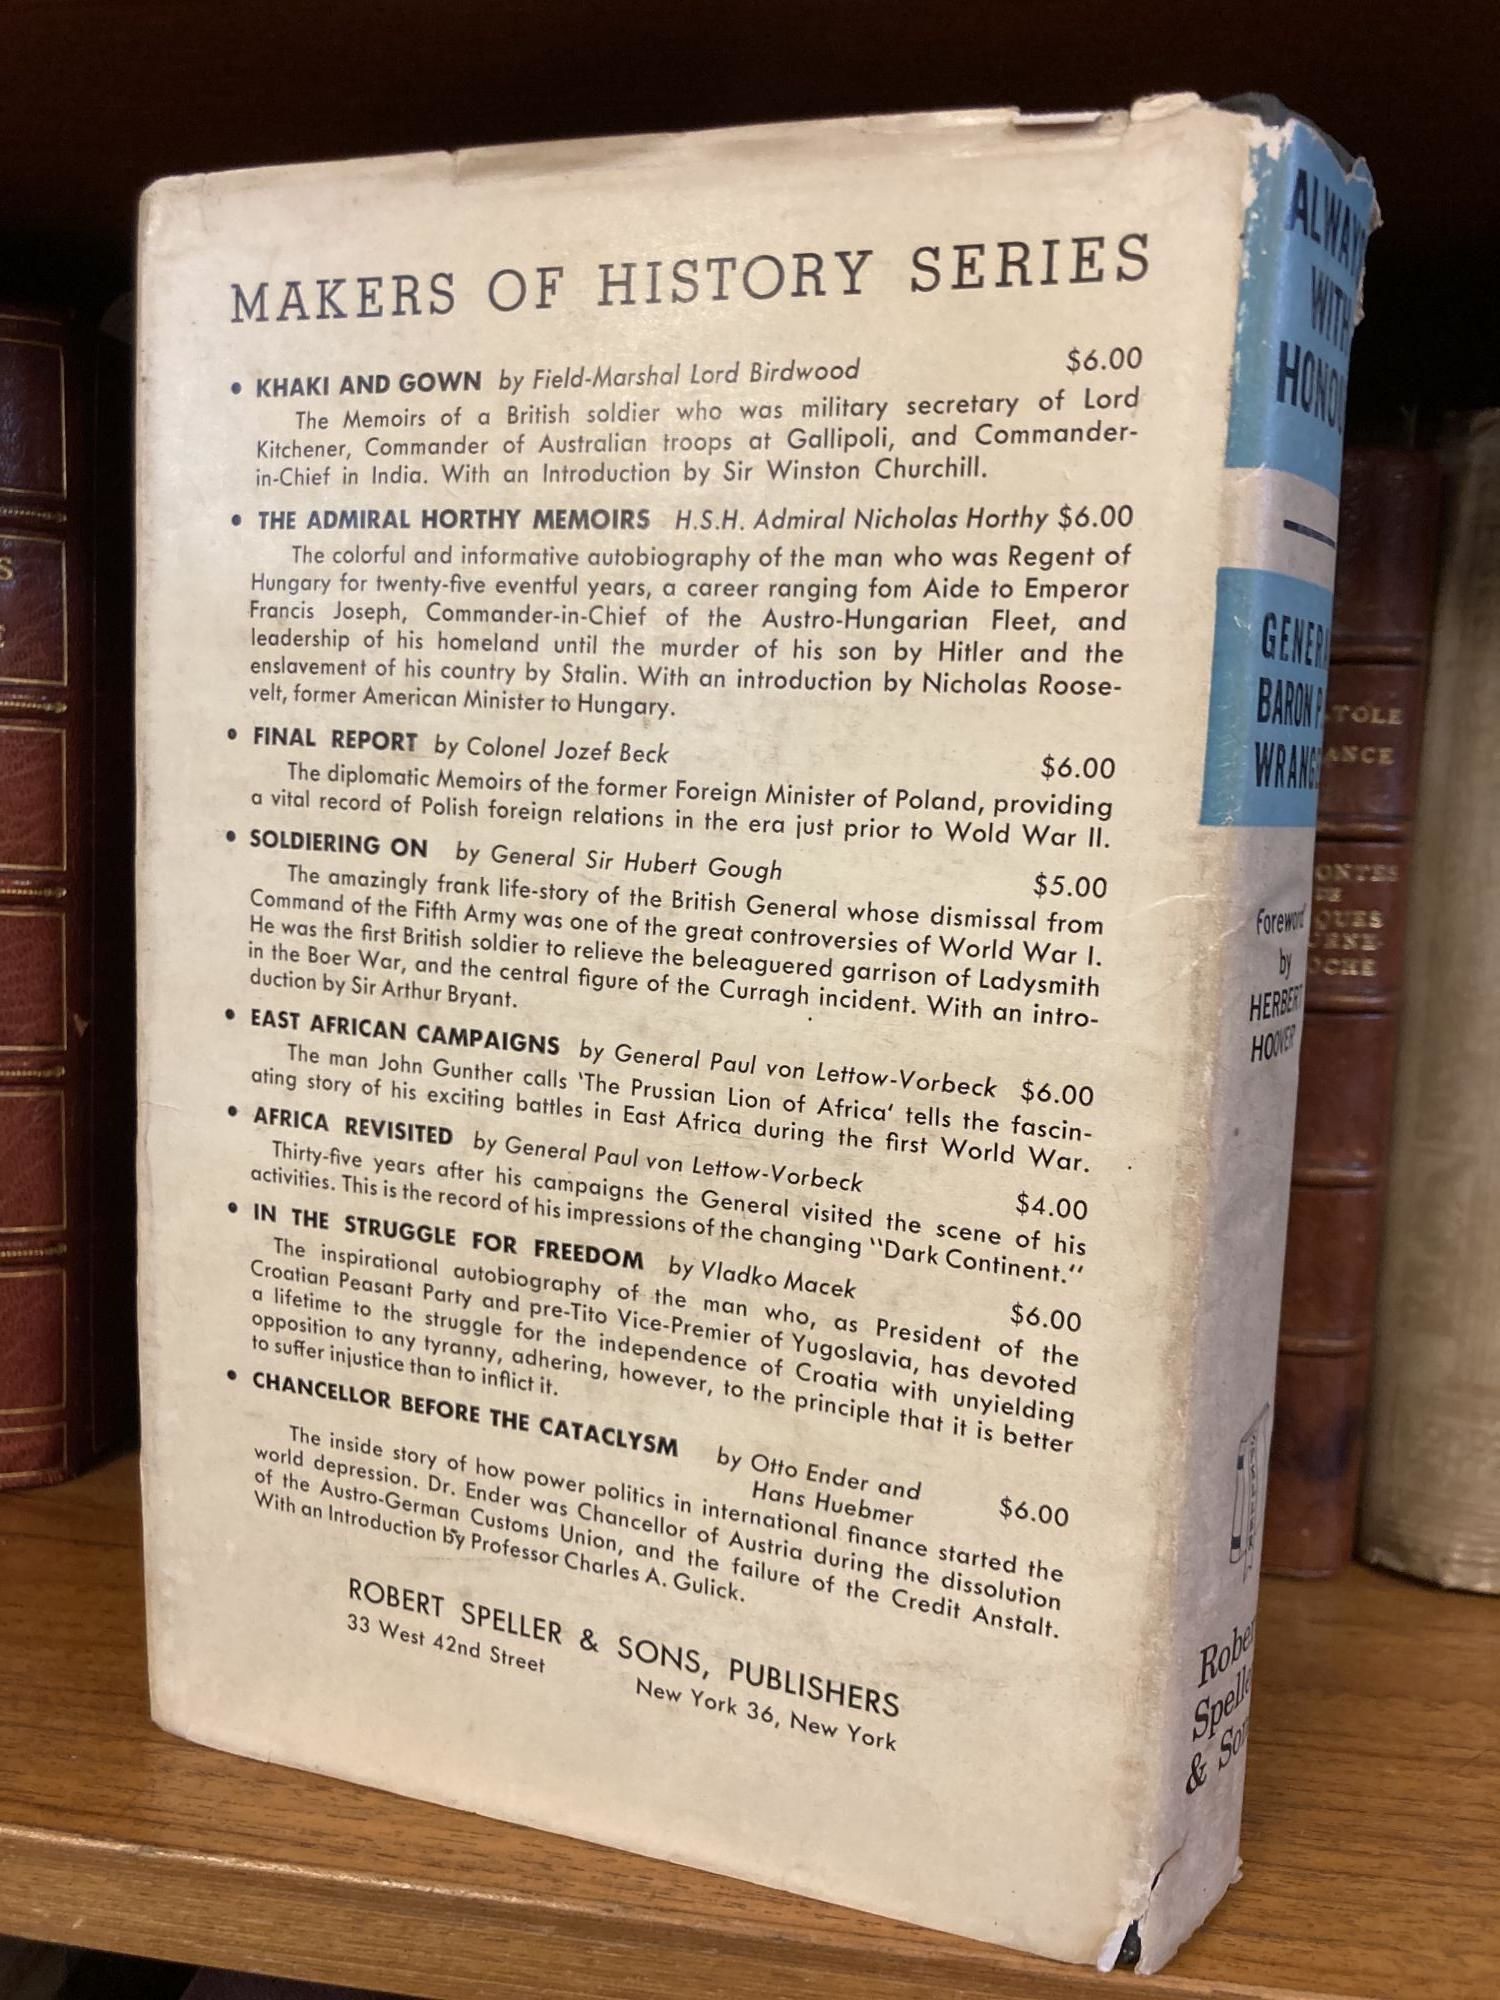 MAKERS OF HISTORY SERIES
• KHAKI AND GOWN by Field-Marshal Lord Birdwood $6.00
The Memoirs of a British soldier who was military secretary of Lord
Kitchener, Commander of Australian troops at Gallipoli, and Commander-
in-Chief in India. With an Introduction by Sir Winston Churchill.
• THE ADMIRAL HORTHY MEMOIRS H.S.H. Admiral Nicholas Horthy $6.00
The colorful and informative autobiography of the man who was Regent of
Hungary for twenty-five eventful years, a career ranging fom Aide to Emperor
Francis Joseph, Commander-in-Chief of the Austro-Hungarian Fleet, and
leadership of his homeland until the murder of his son by Hitler and the
enslavement of his country by Stalin. With an introduction by Nicholas Roose-
velt, former American Minister to Hungary.
• FINAL REPORT by Colonel Jozef Beck $6.00
The diplomatic Memoirs of the former Foreign Minister of Poland, providing
a vital record of Polish foreign relations in the era just prior to Wold War II.
• SOLDIERING ON by General Sir Hubert Gough $5.00
The amazingly frank life-story of the British General whose dismissal from
Command of the Fifth Army was one of the great controversies of World War I.
He was the first British soldier to relieve the beleaguered garrison of Ladysmith
in the Boer War, and the central figure of the Curragh incident. With an intro-
duction by Sir Arthur Bryant.
• EAST AFRICAN CAMPAIGNS by General Paul von Lettow-Vorbeck $6.00
The man John Gunther calls 'The Prussian Lion of Africa' tells the fascin-
ating story of his exciting battles in East Africa during the first World War.
• AFRICA REVISITED by General Paul von Lettow-Vorbeck $4.00
Thirty-five years after his campaigns the General visited the scene of his
activities. This is the record of his impressions of the changing "Dark Continent."
• IN THE STRUGGLE FOR FREEDOM by Vladko Macek $6.00
The inspirational autobiography of the man who, as President of the
Croatian Peasant Party and pre-Tito Vice-Premier of Yugoslavia, has devoted
a lifetime to the struggle for the independence of Croatia with unyielding
opposition to any tyranny, adhering, however, to the principle that it is better
to suffer injustice than to inflict it.
• CHANCELLOR BEFORE THE CATACLYSM by Otto Ender and
Hans Huebmer $6.00
The inside story of how power politics in international finance started the
world depression. Dr. Ender was Chancellor of Austria during the dissolution
of the Austro-German Customs Union, and the failure of the Credit Anstalt.
With an Introduction by Professor Charles A. Gulick.
ROBERT SPELLER & SONS, PUBLISHERS
33 West 42nd Street
New York 36, New York
ALWAY
WITH
HONOU
GENERA
BARON P
WRANGE
Foreword
by
HERBERT
HOOVER
Rober
Spelle
& Son
TOLE
ANCE
ONTES
DE
QUES
URNE-
OCHE